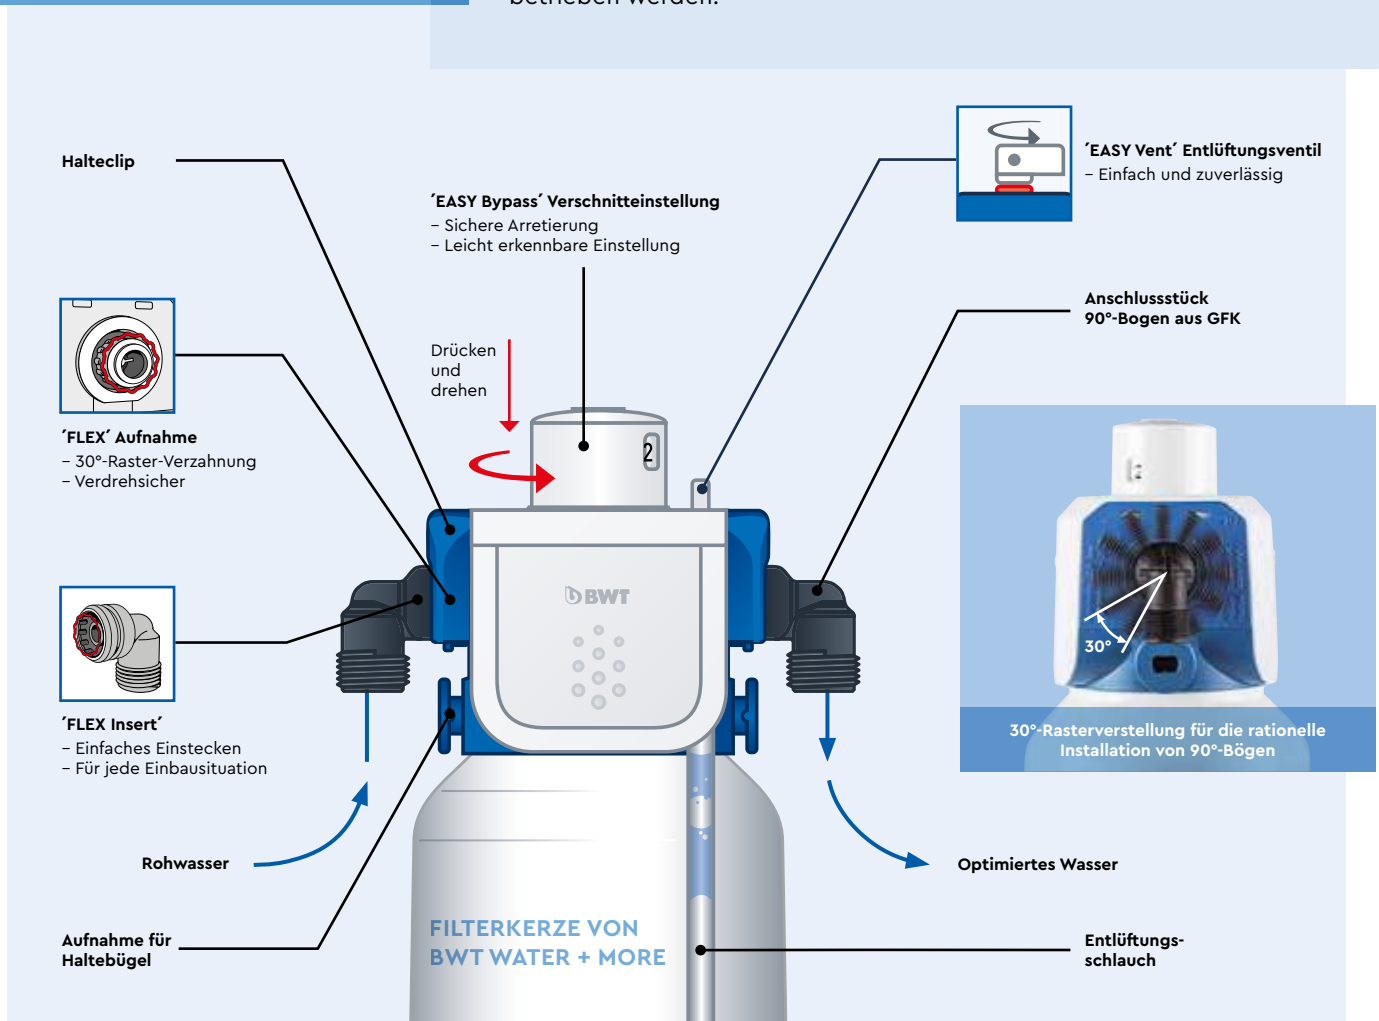 betrieben werden.
Halteclip
´EASY Bypass´ Verschnitteinstellung
– Sichere Arretierung
– Leicht erkennbare Einstellung
´EASY Vent´ Entlüftungsventil
– Einfach und zuverlässig
Anschlussstück
90°-Bogen aus GFK
Drücken
und
drehen
2
´FLEX´ Aufnahme
– 30°-Raster-Verzahnung
– Verdrehsicher
BWT
2
30°
30°-Rasterverstellung für die rationelle
Installation von 90°-Bögen
´FLEX Insert´
– Einfaches Einstecken
– Für jede Einbausituation
Rohwasser
Optimiertes Wasser
Aufnahme für
Haltebügel
FILTERKERZE VON
BWT WATER + MORE
Entlüftungs-
schlauch